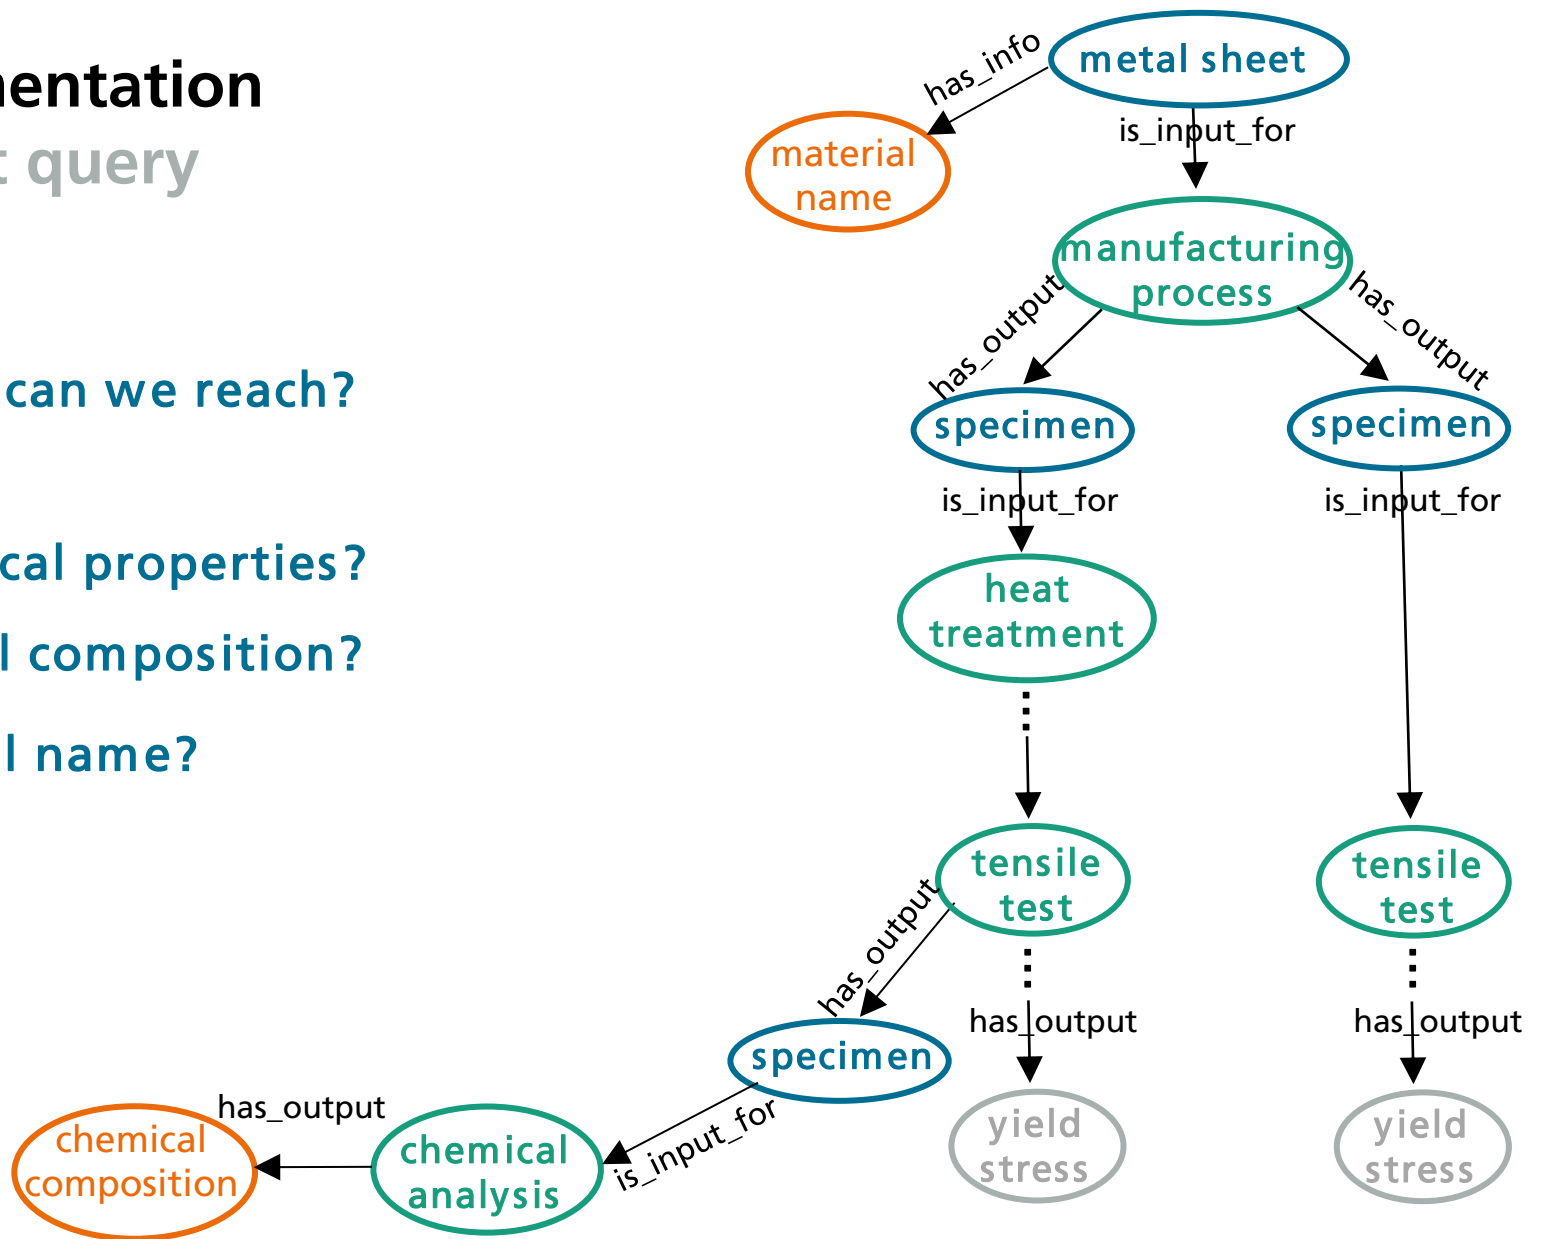 mentation
t query
can we reach?
cal properties?
l composition?
l name?
metal sheet
has_info
material
name
is_input_for
manufacturing
process
has_output
has_output
specimen
specimen
is_input_for
is_input_for
heat
treatment
tensile
test
tensile
test
has_output
has_output
has_output
specimen
is_input_for
yield
stress
yield
stress
has_output
chemical
analysis
chemical
composition